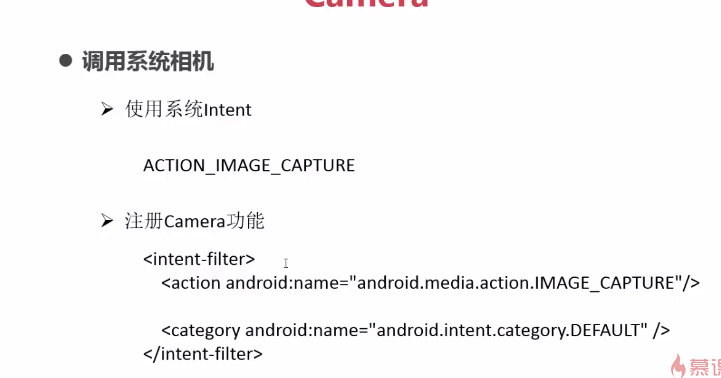 Camera
调用系统相机
使用系统Intent
ACTION_IMAGE_CAPTURE
注册Camera功能
<intent-filter>
<action android:name="android.media.action.IMAGE_CAPTURE"/>
<category android:name="android.intent.category.DEFAULT" />
</intent-filter>
慕课